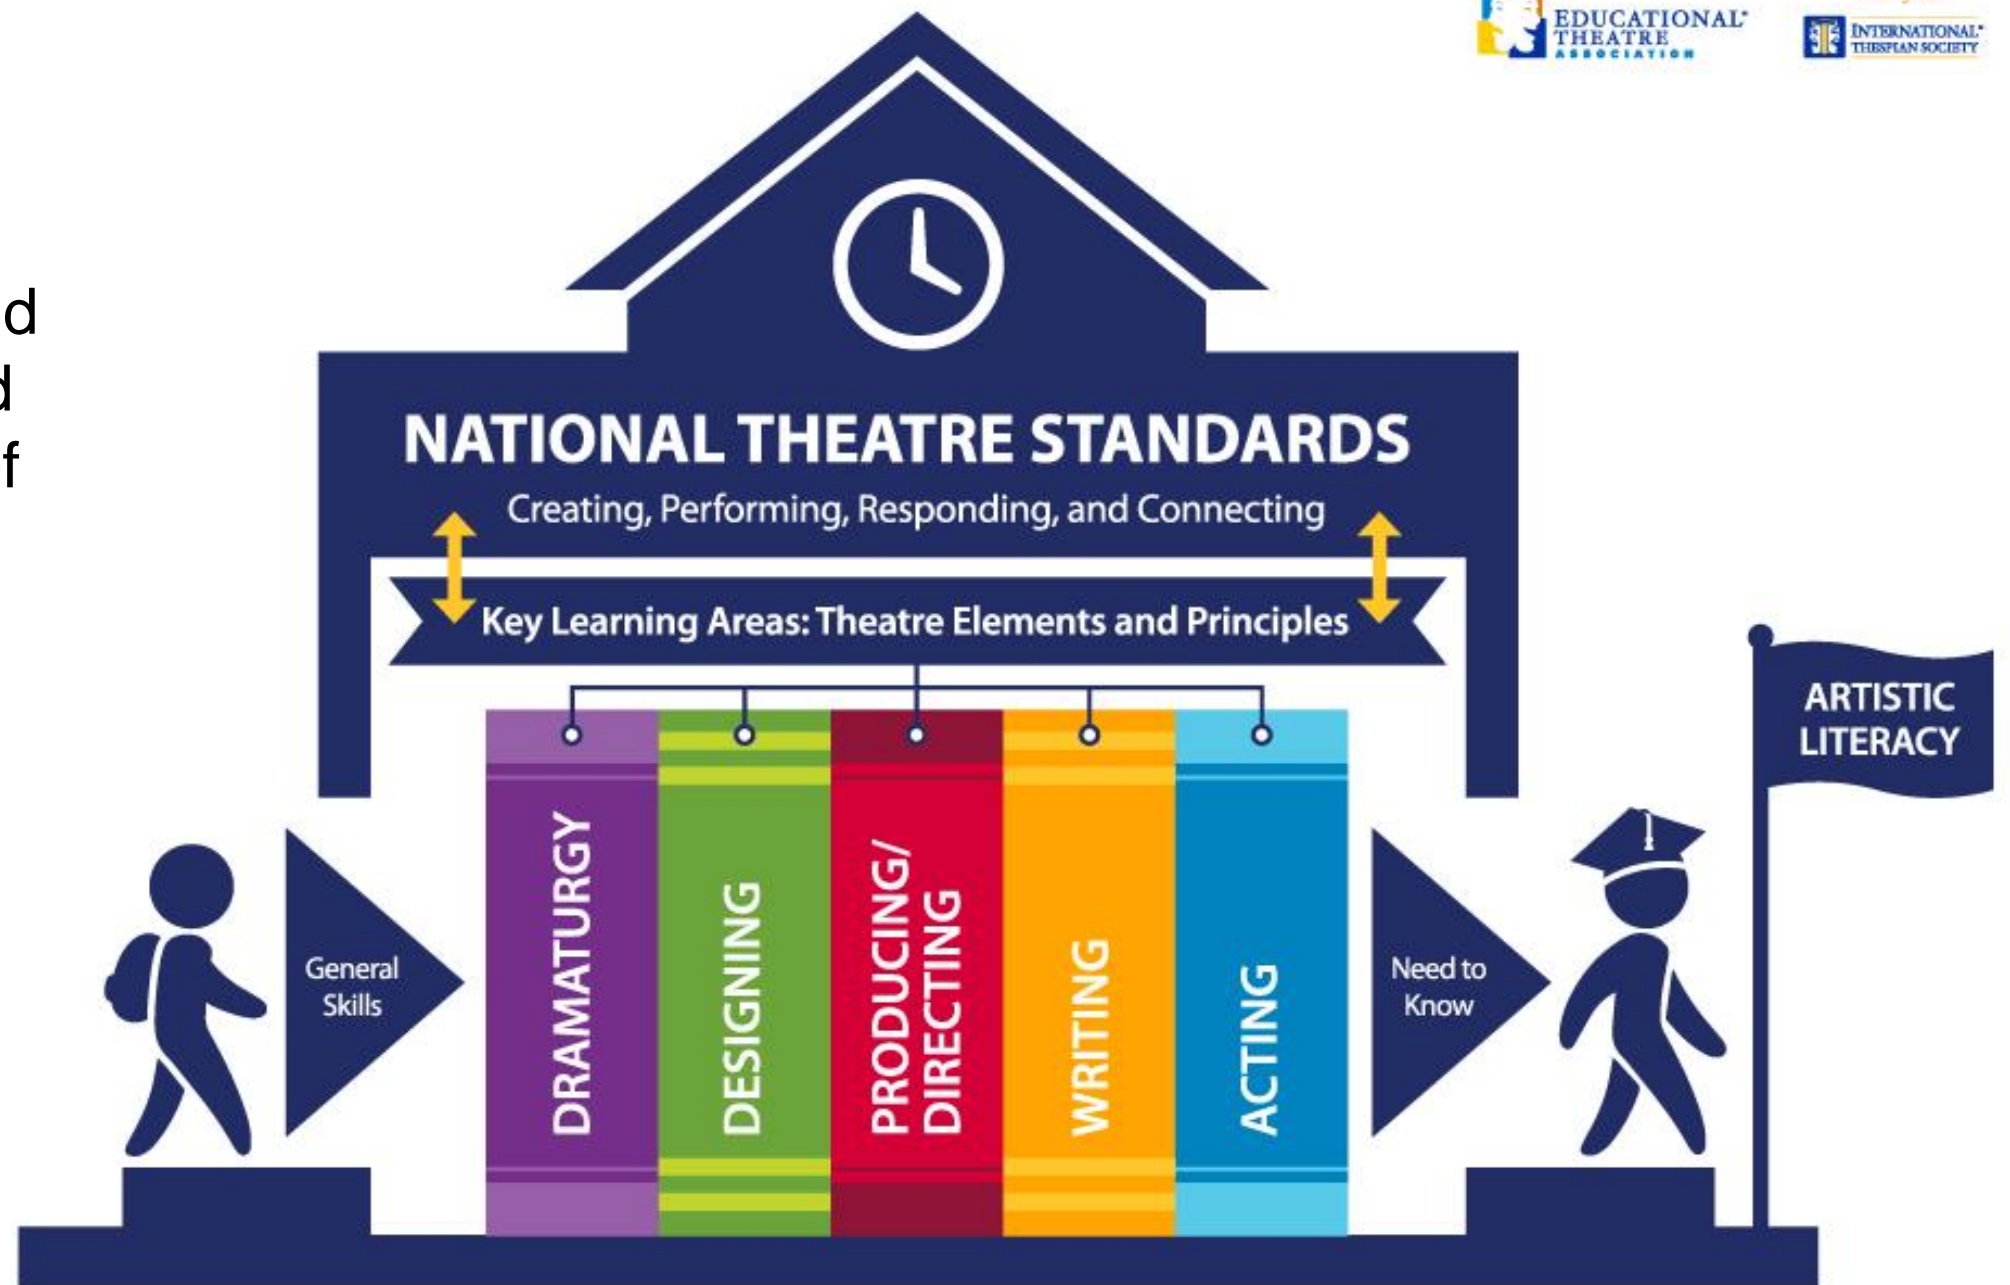 EDUCATIONAL
THEATRE
ASSOCIATION
INTERNATIONAL
THESPIAN SOCIETY
d
d
f
NATIONAL THEATRE STANDARDS
Creating, Performing, Responding, and Connecting
Key Learning Areas: Theatre Elements and Principles
ARTISTIC
LITERACY
General
Skills
DRAMATURGY
DESIGNING
PRODUCING/
DIRECTING
WRITING
ACTING
Need to
Know